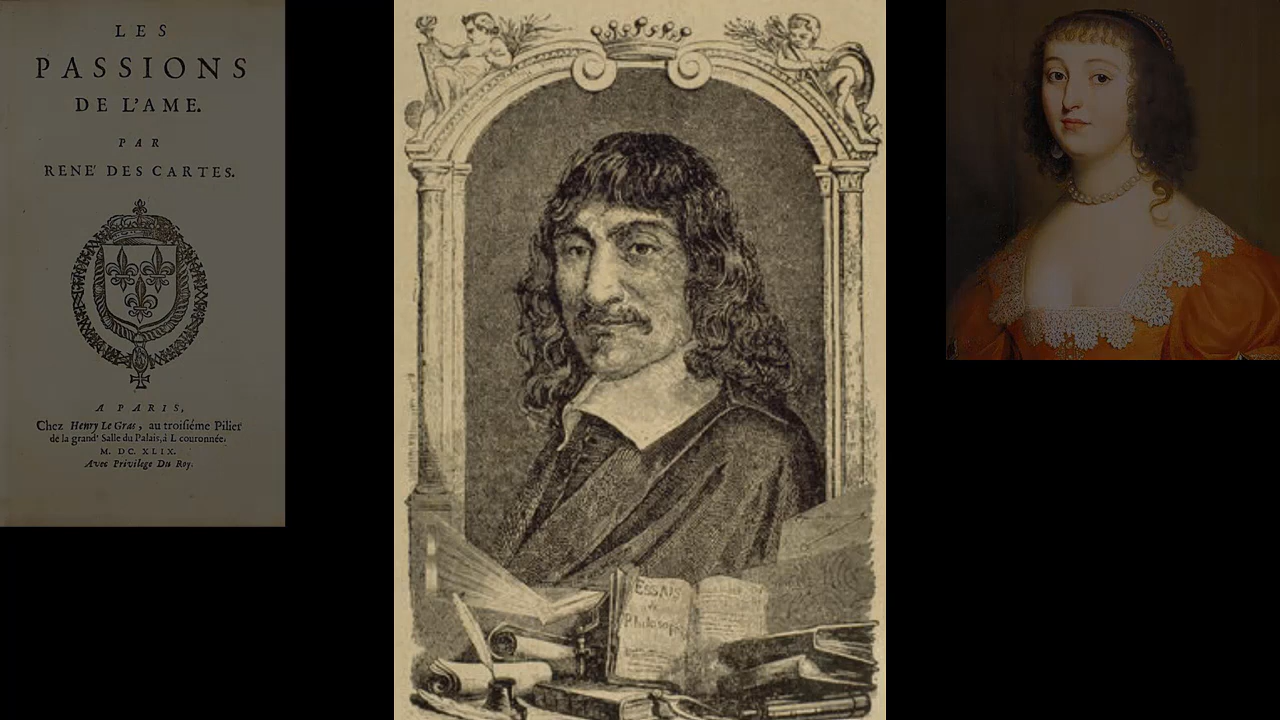 LES
PASSIONS
DE L'AME.
PAR
RENE' DES CARTES.
A PARIS,
Chez Henry Le Gras, au troisiéme Pilier
de la grand' Salle du Palais, à L couronnée.
M. DC. XLIX.
Avec Privilege Du Roy.
ESSAIS
de
Philosophie